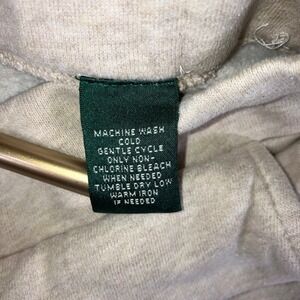 MACHINE WASH
COLD
GENTLE CYCLE
ONLY NON-
CHLORINE BLEACH
WHEN NEEDED
TUMBLE DRY LOW
WARM IRON
IF NEEDED